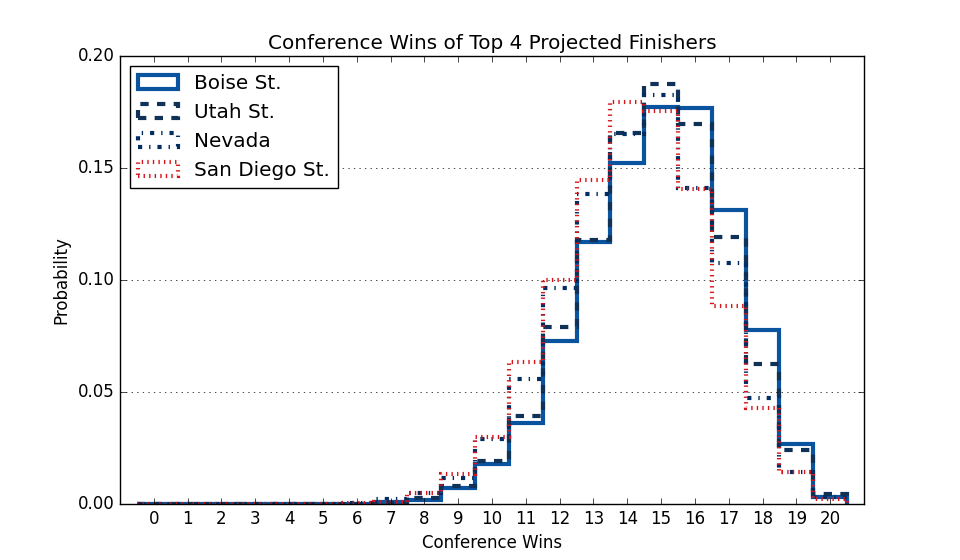 Conference Wins of Top 4 Projected Finishers
0.20
0.15
0.10
0.05
0.00
Probability
Boise St.
Utah St.
Nevada
San Diego St.
0 1 2 3 4 5 6 7 8 9 10 11 12 13 14 15 16 17 18 19 20
Conference Wins